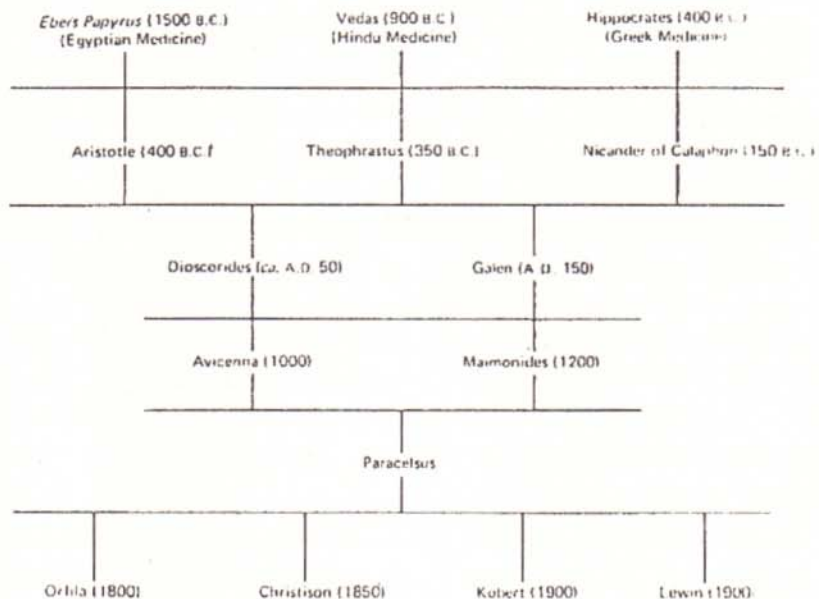 Ebers Papyrus (1500 B.C.)
(Egyptian Medicine)
Vedas (900 B.C.)
(Hindu Medicine)
Hippocrates (400 B.C.)
(Greek Medicine)
Aristotle (400 B.C.)
Theophrastus (350 B.C.)
Nicander of Calaphon (150 B.C.)
Dioscorides (ca. A.D. 50)
Galen (A.D. 150)
Avicenna (1000)
Maimonides (1200)
Paracelsus
Orfila (1800)
Christison (1850)
Kobert (1900)
Lewin (1900)